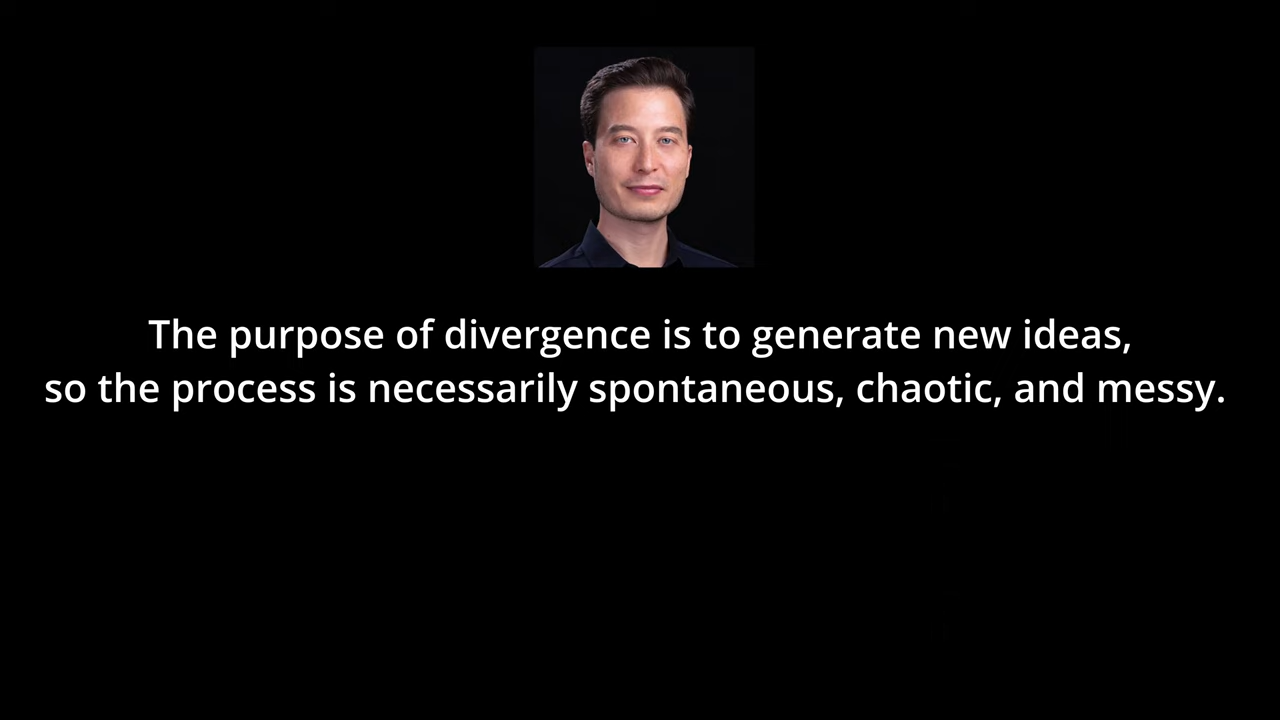 The purpose of divergence is to generate new ideas,
so the process is necessarily spontaneous, chaotic, and messy.